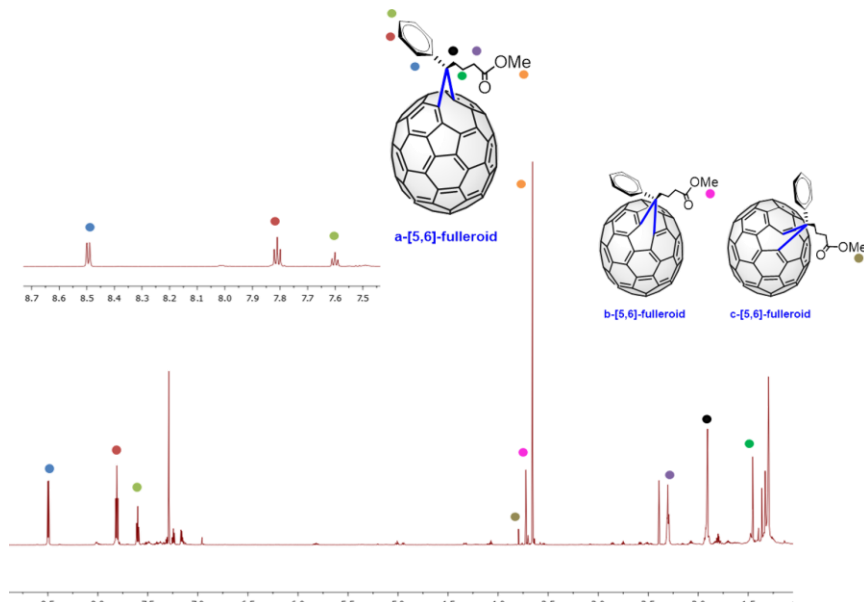 OMe
O
a-[5,6]-fulleroid
OMe
O
OMe
O
b-[5,6]-fulleroid c-[5,6]-fulleroid
8.7 8.6 8.5 8.4 8.3 8.2 8.1 8.0 7.9 7.8 7.7 7.6 7.5